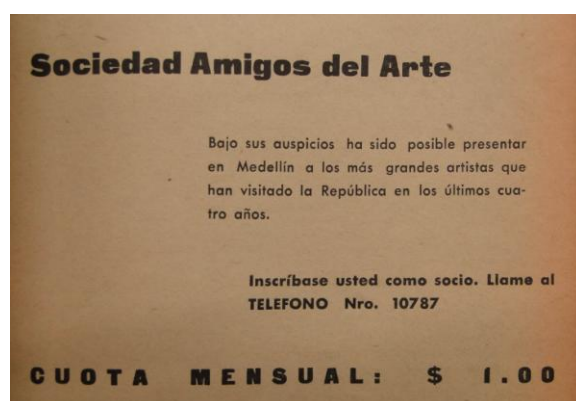 Sociedad Amigos del Arte
Bajo sus auspicios ha sido posible presentar
en Medellín a los más grandes artistas que
han visitado la República en los últimos cua-
tro años.
Inscríbase usted como socio. Llame al
TELEFONO Nro. 10787
CUOTA MENSUAL: $ 1.00